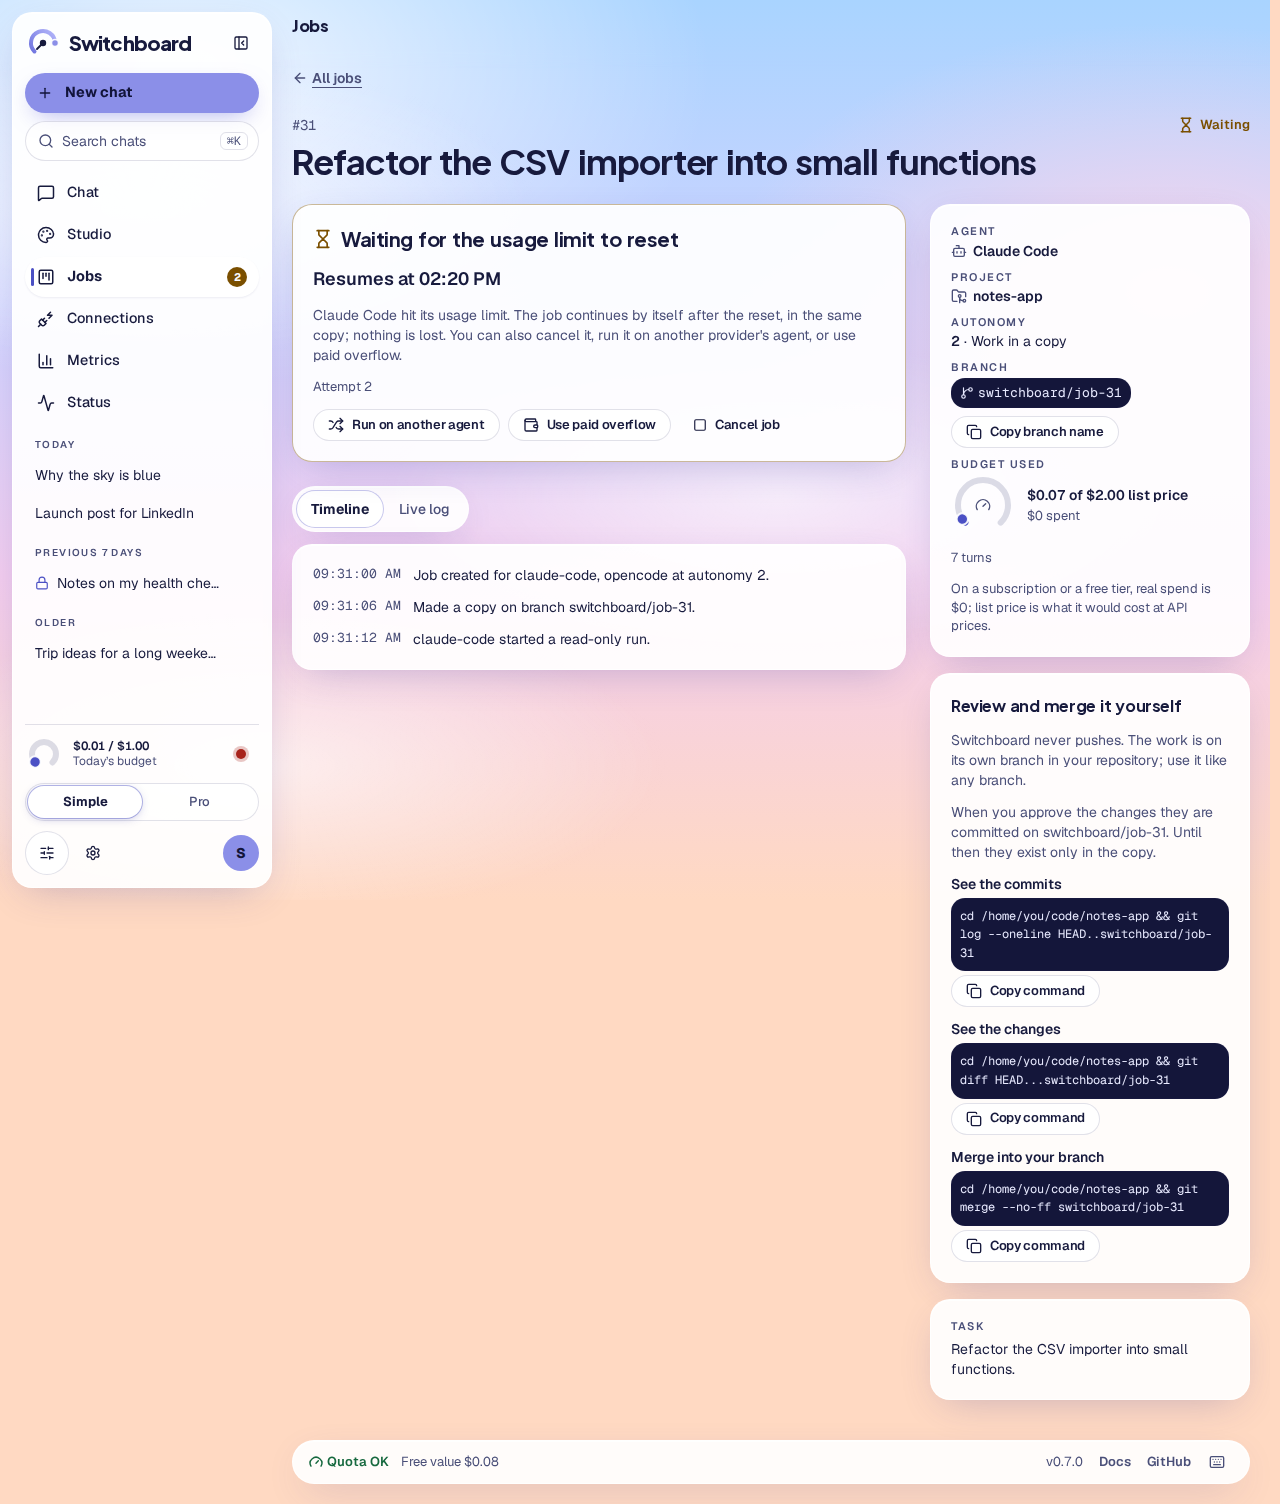 Switchboard
New chat
Search chats ⌘K
Chat
Studio
Jobs 2
Connections
Metrics
Status
TODAY
Why the sky is blue
Launch post for LinkedIn
PREVIOUS 7 DAYS
Notes on my health che…
OLDER
Trip ideas for a long weeke…
$0.01 / $1.00
Today's budget
Simple Pro
S
Jobs
All jobs
#31
Waiting
Refactor the CSV importer into small functions
Waiting for the usage limit to reset
Resumes at 02:20 PM
Claude Code hit its usage limit. The job continues by itself after the reset, in the same
copy; nothing is lost. You can also cancel it, run it on another provider's agent, or use
paid overflow.
Attempt 2
Run on another agent Use paid overflow Cancel job
Timeline Live log
09:31:00 AM Job created for claude-code, opencode at autonomy 2.
09:31:06 AM Made a copy on branch switchboard/job-31.
09:31:12 AM claude-code started a read-only run.
AGENT
Claude Code
PROJECT
notes-app
AUTONOMY
2 · Work in a copy
BRANCH
switchboard/job-31
Copy branch name
BUDGET USED
$0.07 of $2.00 list price
$0 spent
7 turns
On a subscription or a free tier, real spend is
$0; list price is what it would cost at API
prices.
Review and merge it yourself
Switchboard never pushes. The work is on
its own branch in your repository; use it like
any branch.
When you approve the changes they are
committed on switchboard/job-31. Until
then they exist only in the copy.
See the commits
cd /home/you/code/notes-app && git
log --oneline HEAD..switchboard/job-
31
Copy command
See the changes
cd /home/you/code/notes-app && git
diff HEAD...switchboard/job-31
Copy command
Merge into your branch
cd /home/you/code/notes-app && git
merge --no-ff switchboard/job-31
Copy command
TASK
Refactor the CSV importer into small
functions.
Quota OK Free value $0.08
v0.7.0 Docs GitHub